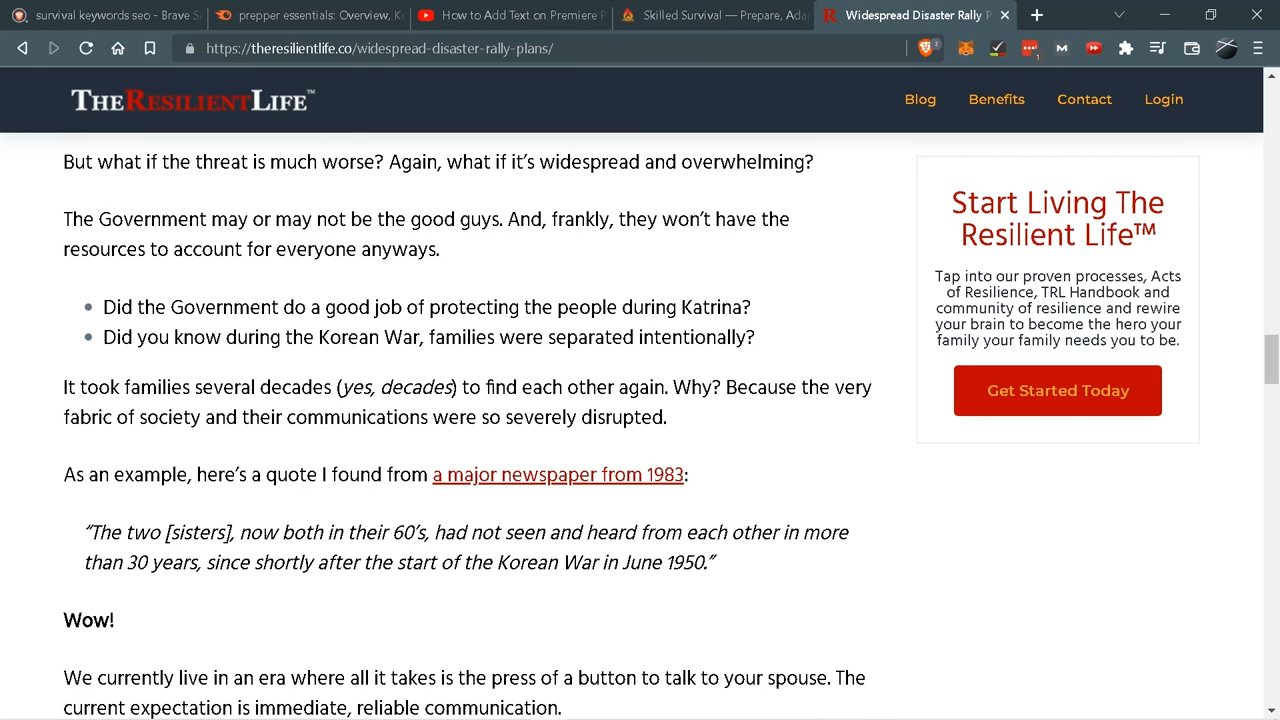 survival keywords seo - Brave S
prepper essentials: Overview, K
How to Add Text on Premiere P
Skilled Survival — Prepare, Ada
Widespread Disaster Rally P
https://theresilientlife.co/widespread-disaster-rally-plans/
THERESILIENTLIFE™
Blog
Benefits
Contact
Login
But what if the threat is much worse? Again, what if it's widespread and overwhelming?
The Government may or may not be the good guys. And, frankly, they won't have the
resources to account for everyone anyways.
• Did the Government do a good job of protecting the people during Katrina?
• Did you know during the Korean War, families were separated intentionally?
It took families several decades (yes, decades) to find each other again. Why? Because the very
fabric of society and their communications were so severely disrupted.
As an example, here's a quote I found from a major newspaper from 1983:
“The two [sisters], now both in their 60's, had not seen and heard from each other in more
than 30 years, since shortly after the start of the Korean War in June 1950.”
Wow!
We currently live in an era where all it takes is the press of a button to talk to your spouse. The
current expectation is immediate, reliable communication.
Start Living The
Resilient Life™
Tap into our proven processes, Acts
of Resilience, TRL Handbook and
community of resilience and rewire
your brain to become the hero your
family your family needs you to be.
Get Started Today